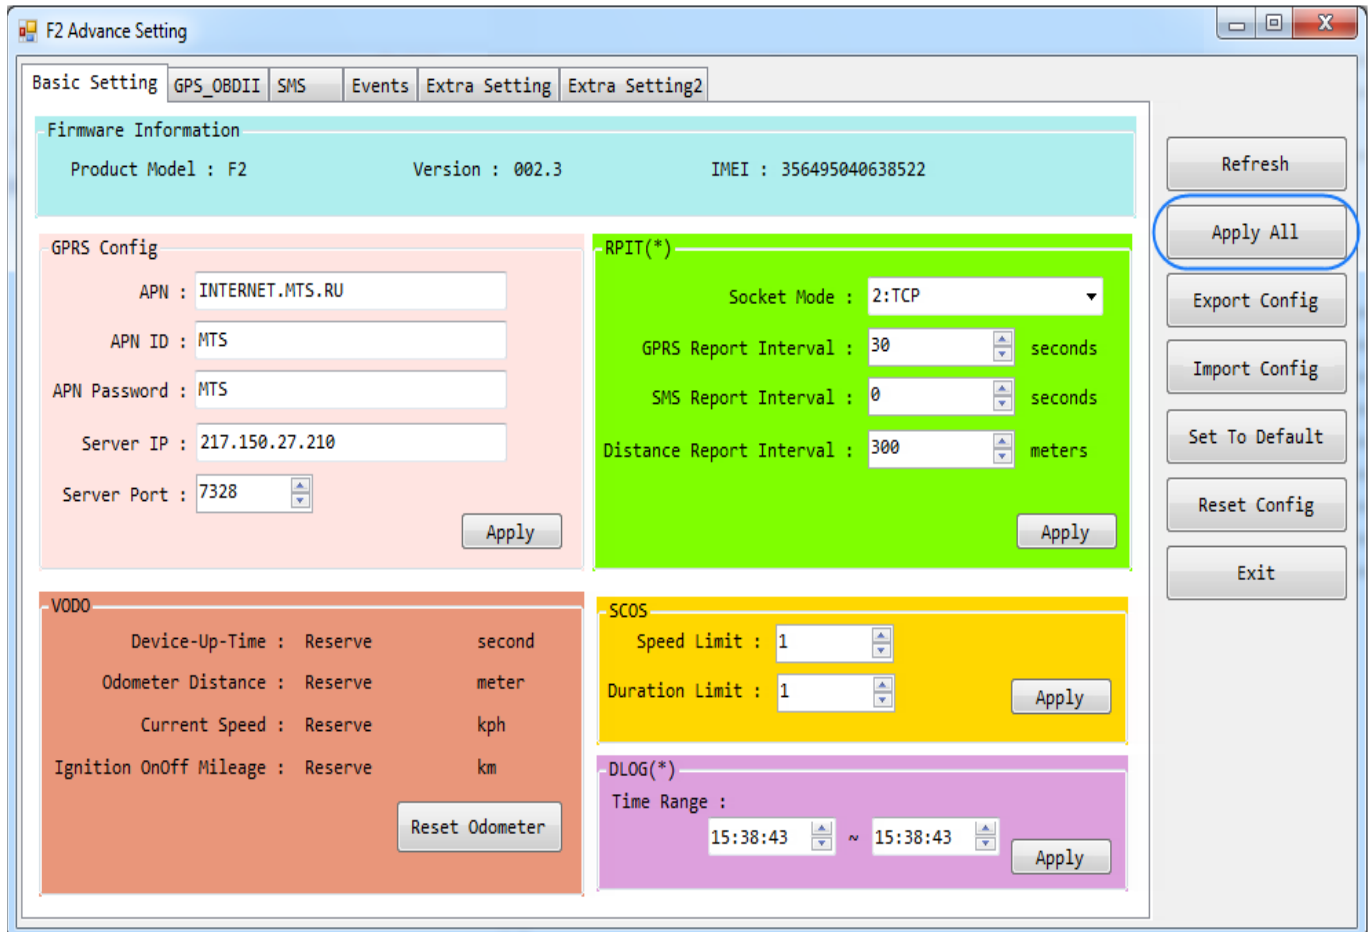 F2 Advance Setting
Basic Setting GPS_OBDII SMS Events Extra Setting Extra Setting2
Firmware Information
Product Model : F2 Version : 002.3 IMEI : 356495040638522
GPRS Config
APN : INTERNET.MTS.RU
APN ID : MTS
APN Password : MTS
Server IP : 217.150.27.210
Server Port : 7328
Apply
RPIT(*)
Socket Mode : 2:TCP
GPRS Report Interval : 30 seconds
SMS Report Interval : 0 seconds
Distance Report Interval : 300 meters
Apply
VODO
Device-Up-Time : Reserve second
Odometer Distance : Reserve meter
Current Speed : Reserve kph
Ignition OnOff Mileage : Reserve km
Reset Odometer
SCOS
Speed Limit : 1
Duration Limit : 1
Apply
DLOG(*)
Time Range :
15:38:43 ~ 15:38:43
Apply
Refresh
Apply All
Export Config
Import Config
Set To Default
Reset Config
Exit